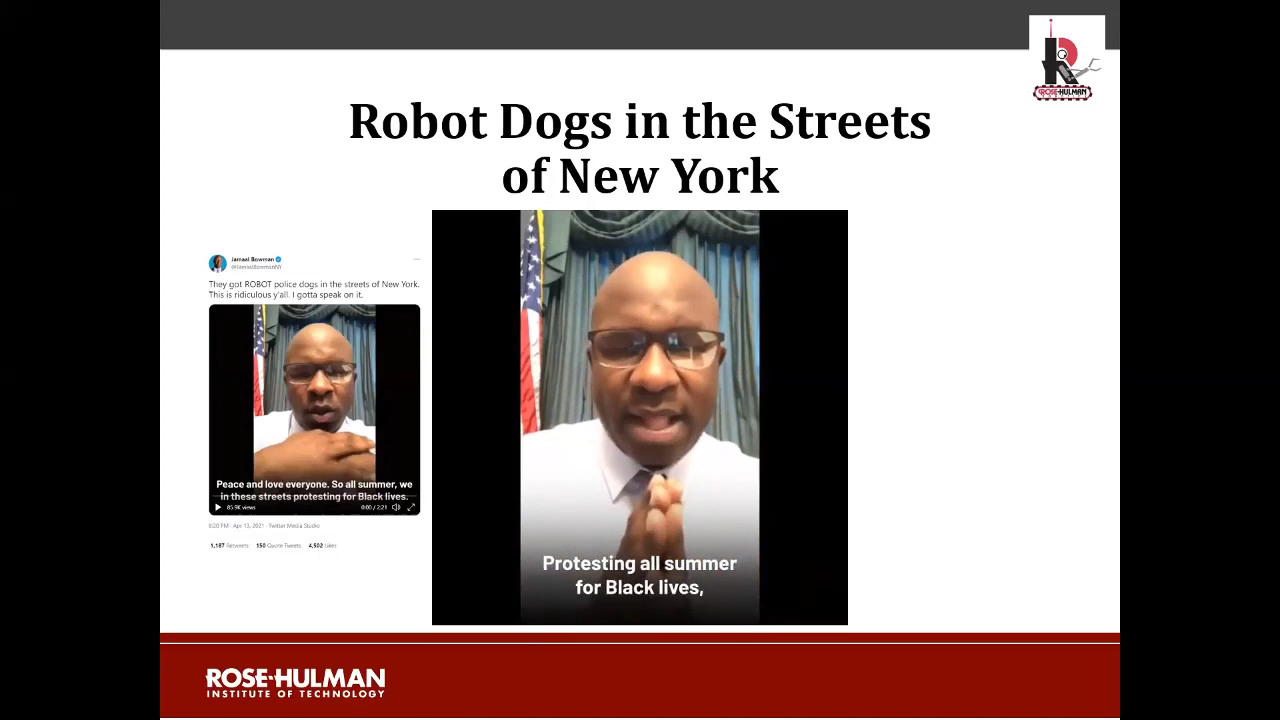 ROSE-HULMAN
Robot Dogs in the Streets
of New York
Jamaal Bowman
@JamaalBowmanNY
They got ROBOT police dogs in the streets of New York.
This is ridiculous y'all. I gotta speak on it.
Peace and love everyone. So all summer, we
in these streets protesting for Black lives.
85.9K views
0:00 / 2:21
8:20 PM · Apr 13, 2021 · Twitter Media Studio
1,187 Retweets 150 Quote Tweets 4,502 Likes
Protesting all summer
for Black lives,
ROSE-HULMAN
INSTITUTE OF TECHNOLOGY